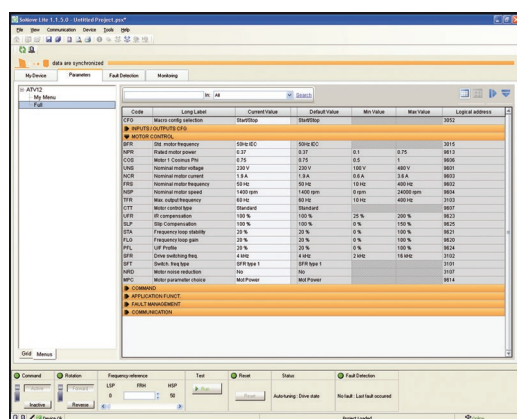 SoMove Lite 1.1.5.0 - Untitled Project.psx*
File View Communication Device Tools Help
data are synchronized
My Device Parameters Fault Detection Monitoring
ATV12
My Menu
Full
In: All Search
Code Long Label Current Value Default Value Min Value Max Value Logical address
CFG Macro config selection Start/Stop Start/Stop 3052
INPUTS / OUTPUTS CFG
MOTOR CONTROL
BFR Std. motor frequency 50Hz IEC 50Hz IEC 3015
NPR Rated motor power 0.37 0.37 0.1 0.75 9613
COS Motor 1 Cosinus Phi 0.75 0.75 0.5 1 9606
UNS Nominal motor voltage 230 V 230 V 100 V 480 V 9601
NCR Nominal motor current 1.9 A 1.9 A 0.6 A 3.6 A 9603
FRS Nominal motor frequency 50 Hz 50 Hz 10 Hz 400 Hz 9602
NSP Nominal motor speed 1400 rpm 1400 rpm 0 rpm 24000 rpm 9604
TFR Max. output frequency 60 Hz 60 Hz 10 Hz 400 Hz 3103
CTT Motor control type Standard Standard 9607
UFR IR compensation 100 % 100 % 25 % 200 % 9623
SLP Slip Compensation 100 % 100 % 0 % 150 % 9625
STA Frequency loop stability 20 % 20 % 0 % 100 % 9621
FLG Frequency loop gain 20 % 20 % 0 % 100 % 9620
PFL U/F Profile 20 % 20 % 0 % 100 % 9624
SFR Drive switching freq 4 kHz 4 kHz 2 kHz 16 kHz 3102
SFT Switch. freq type SFR type 1 SFR type 1 3101
NRD Motor noise reduction No No 3107
MPC Motor parameter choice Mot Power Mot Power 9614
COMMAND
APPLICATION FUNCT.
FAULT MANAGEMENT
COMMUNICATION
Grid Menus
Command Rotation Frequency reference Test Reset Status Fault Detection
Active Forward LSP FRH HSP Run
0 50 Reset Auto-tuning : Drive state No fault : Last fault occurred
Inactive Reverse
Project Loaded